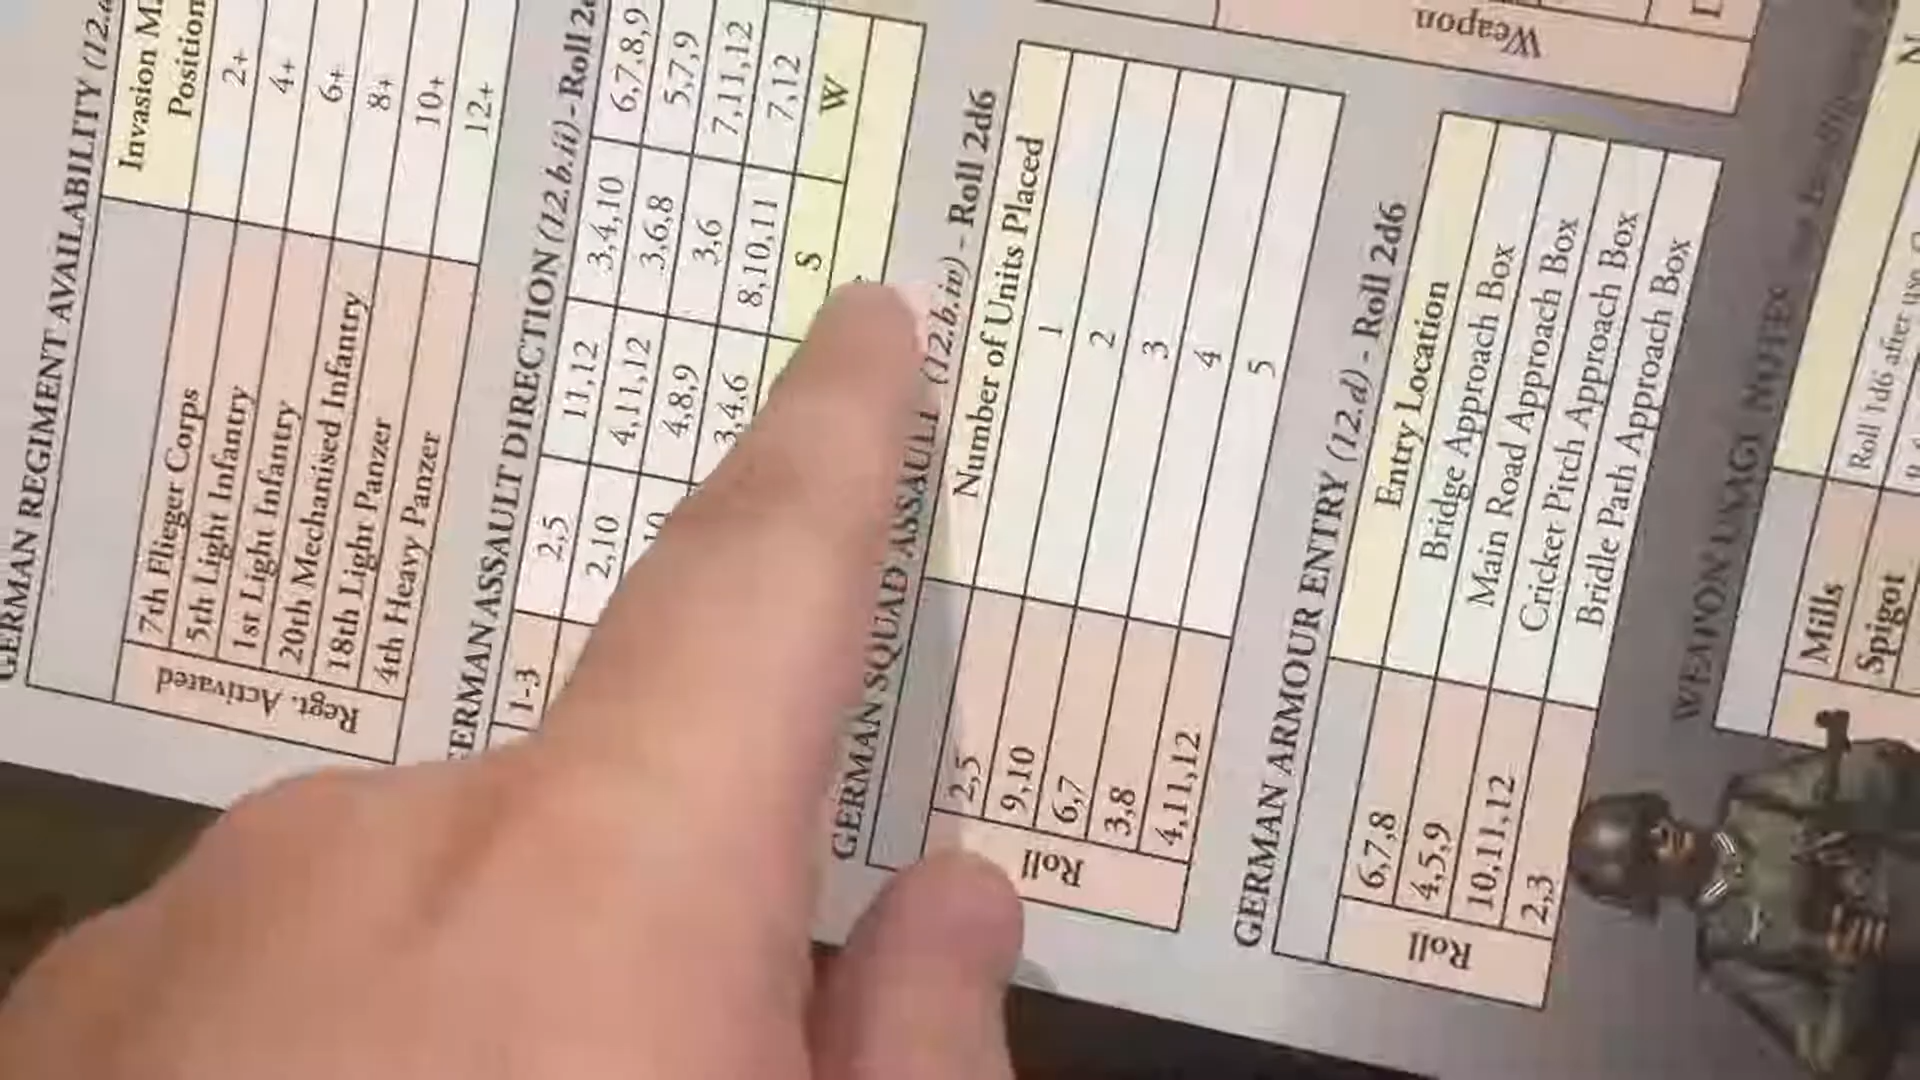 GERMAN REGIMENT AVAILABILITY (12.a
Invasion M.
Position
Regt. Activated
7th Flieger Corps 2+
5th Light Infantry 4+
1st Light Infantry 6+
20th Mechanised Infantry 8+
18th Light Panzer 10+
4th Heavy Panzer 12+
GERMAN ASSAULT DIRECTION (12.b.ii) - Roll 2d
1-3 2,5 11,12 3,4,10 6,7,8,9
2,10 4,11,12 3,6,8 5,7,9
10 4,8,9 3,6 7,11,12
3,4,6 8,10,11 7,12
S W
GERMAN SQUAD ASSAULT (12.b.iv) - Roll 2d6
Number of Units Placed
Roll
2,5 1
9,10 2
6,7 3
3,8 4
4,11,12 5
GERMAN ARMOUR ENTRY (12.d) - Roll 2d6
Entry Location
Roll
6,7,8 Bridge Approach Box
4,5,9 Main Road Approach Box
10,11,12 Cricket Pitch Approach Box
2,3 Bridle Path Approach Box
Weapon
WEAPON USAGE NOTES
Mills Roll 1d6 after
Spigot